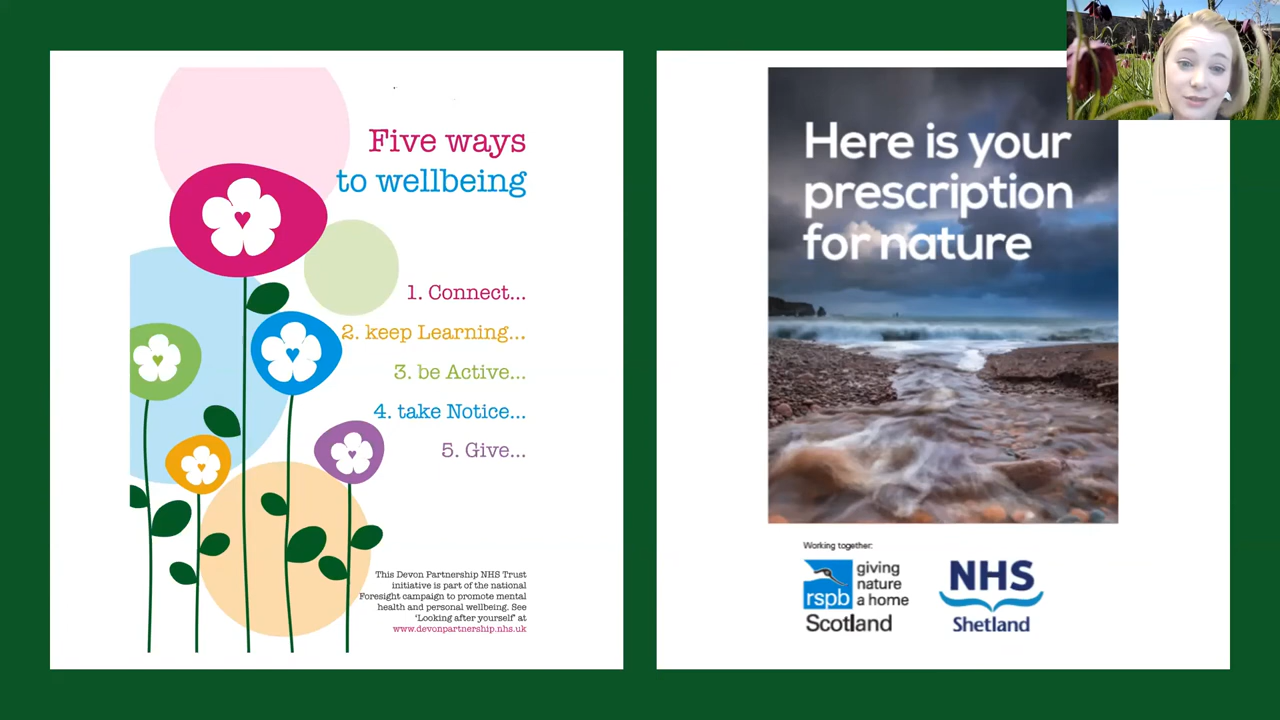 Five ways
to wellbeing
1. Connect...
2. keep Learning...
3. be Active...
4. take Notice...
5. Give...
This Devon Partnership NHS Trust
initiative is part of the national
Foresight campaign to promote mental
health and personal wellbeing. See
'Looking after yourself' at
www.devonpartnership.nhs.uk
Here is your
prescription
for nature
Working together:
rspb
giving
nature
a home
Scotland
NHS
Shetland